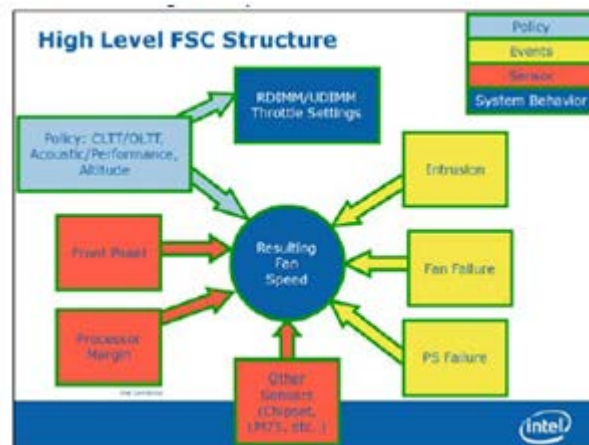 High Level FSC Structure
Policy
Events
Sensor
System Behavior
RDIMM/UDIMM
Throttle Settings
Policy: CLTT/OLTT,
Acoustic/Performance,
Altitude
Intrusion
Front Panel
Resulting
Fan
Speed
Fan Failure
Processor
Margin
PS Failure
Other
Sensors
(Chipset,
LM75, etc..)
intel